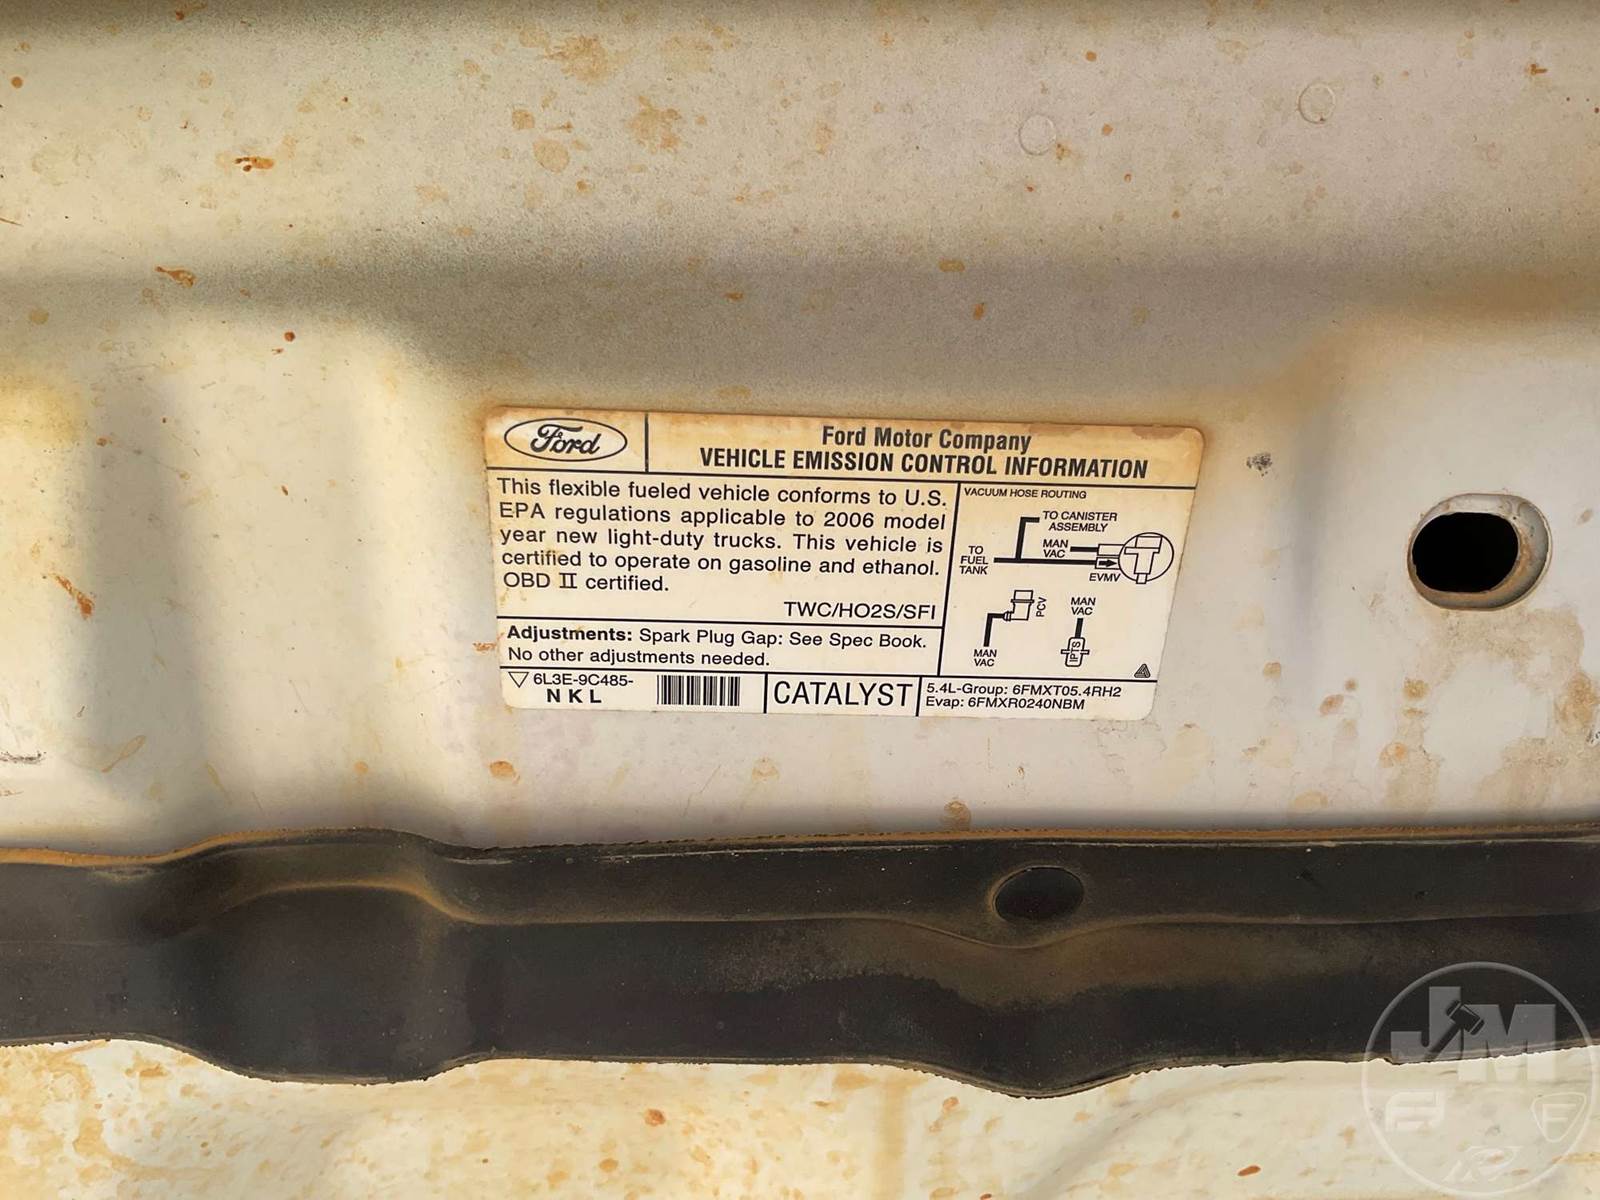 Ford
Ford Motor Company
VEHICLE EMISSION CONTROL INFORMATION
This flexible fueled vehicle conforms to U.S.
EPA regulations applicable to 2006 model
year new light-duty trucks. This vehicle is
certified to operate on gasoline and ethanol.
OBD II certified.
TWC/HO2S/SFI
Adjustments: Spark Plug Gap: See Spec Book.
No other adjustments needed.
6L3E-9C485-
NKL
CATALYST
VACUUM HOSE ROUTING
TO CANISTER
ASSEMBLY
MAN
VAC
TO
FUEL
TANK
EVMV
PCV
MAN
VAC
MAN
VAC
IPTS
5.4L-Group: 6FMXT05.4RH2
Evap: 6FMXR0240NBM
JM